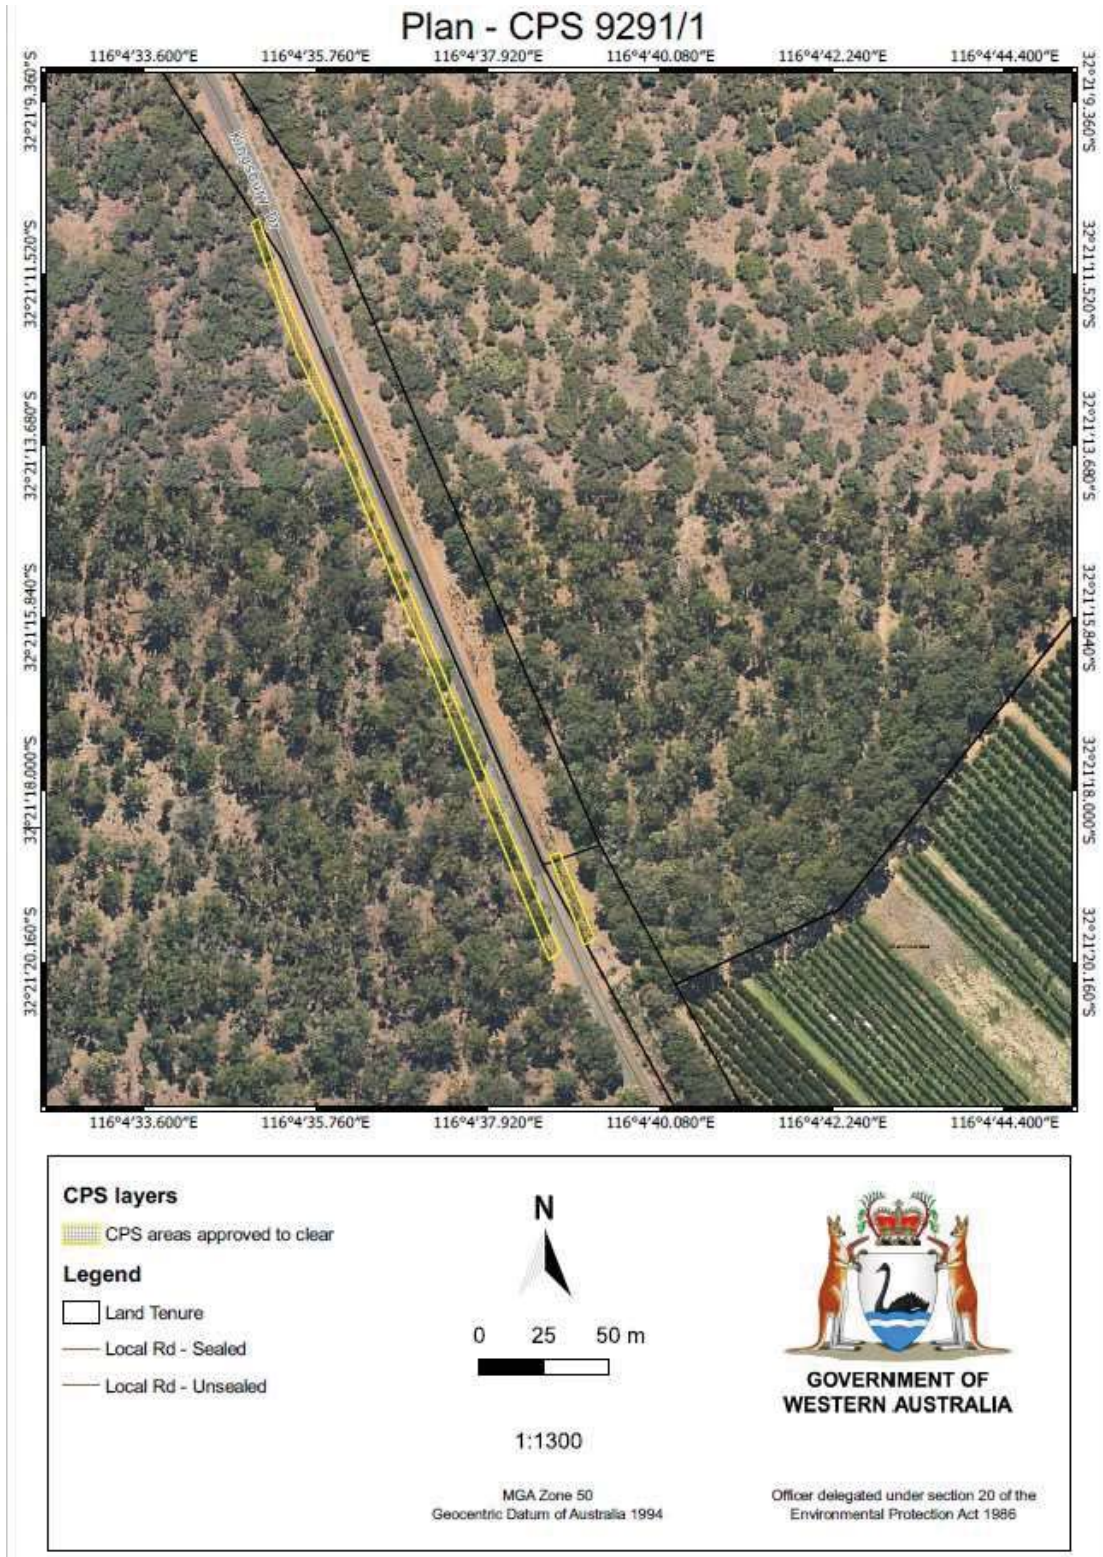 Plan - CPS 9291/1
116°4'33.600"E 116°4'35.760"E 116°4'37.920"E 116°4'40.080"E 116°4'42.240"E 116°4'44.400"E
32°21'9.360"S 32°21'11.520"S 32°21'13.680"S 32°21'15.840"S 32°21'18.000"S 32°21'20.160"S
32°21'9.360"S 32°21'11.520"S 32°21'13.680"S 32°21'15.840"S 32°21'18.000"S 32°21'20.160"S
116°4'33.600"E 116°4'35.760"E 116°4'37.920"E 116°4'40.080"E 116°4'42.240"E 116°4'44.400"E
CPS layers
CPS areas approved to clear
Legend
Land Tenure
Local Rd - Sealed
Local Rd - Unsealed
N
0 25 50 m
1:1300
MGA Zone 50
Geocentric Datum of Australia 1994
GOVERNMENT OF
WESTERN AUSTRALIA
Officer delegated under section 20 of the
Environmental Protection Act 1986